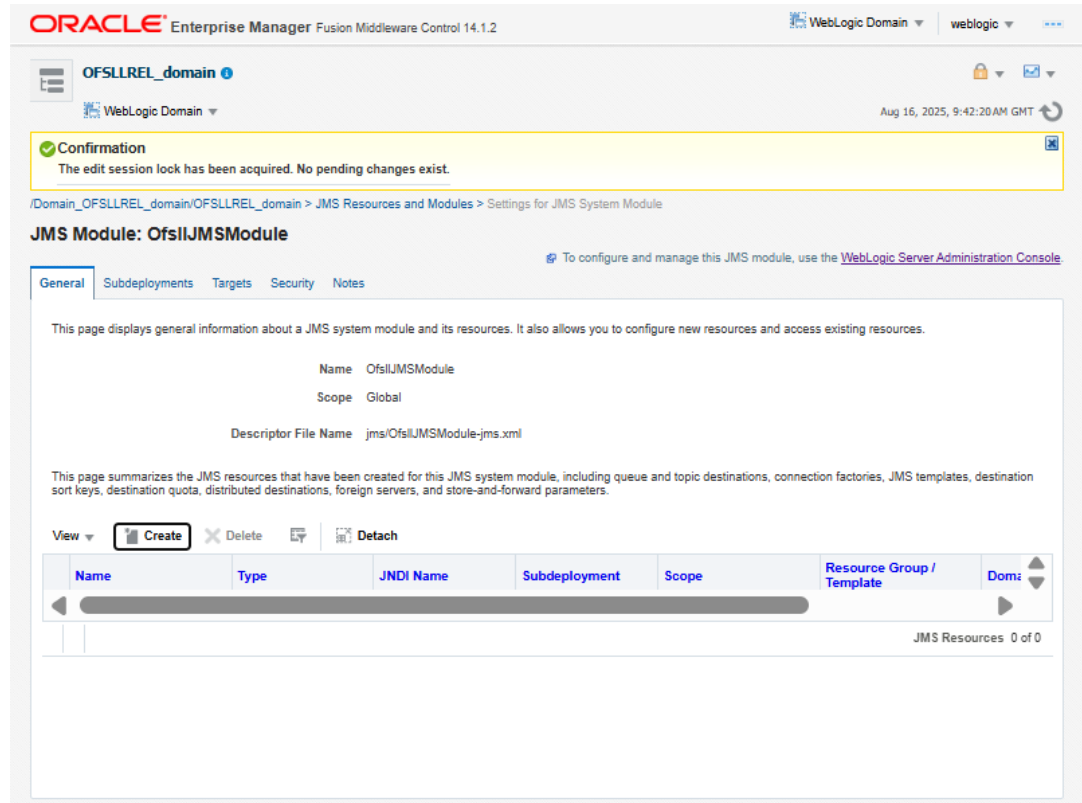 ORACLE Enterprise Manager Fusion Middleware Control 14.1.2
WebLogic Domain
weblogic
OFSLLREL_domain
WebLogic Domain
Aug 16, 2025, 9:42:20 AM GMT
Confirmation
The edit session lock has been acquired. No pending changes exist.
/Domain_OFSLLREL_domain/OFSLLREL_domain > JMS Resources and Modules > Settings for JMS System Module
JMS Module: OfsllJMSModule
To configure and manage this JMS module, use the WebLogic Server Administration Console.
General Subdeployments Targets Security Notes
This page displays general information about a JMS system module and its resources. It also allows you to configure new resources and access existing resources.
Name OfsllJMSModule
Scope Global
Descriptor File Name jms/OfsllJMSModule-jms.xml
This page summarizes the JMS resources that have been created for this JMS system module, including queue and topic destinations, connection factories, JMS templates, destination
sort keys, destination quota, distributed destinations, foreign servers, and store-and-forward parameters.
View Create Delete Detach
Name Type JNDI Name Subdeployment Scope Resource Group / Template Doma
JMS Resources 0 of 0